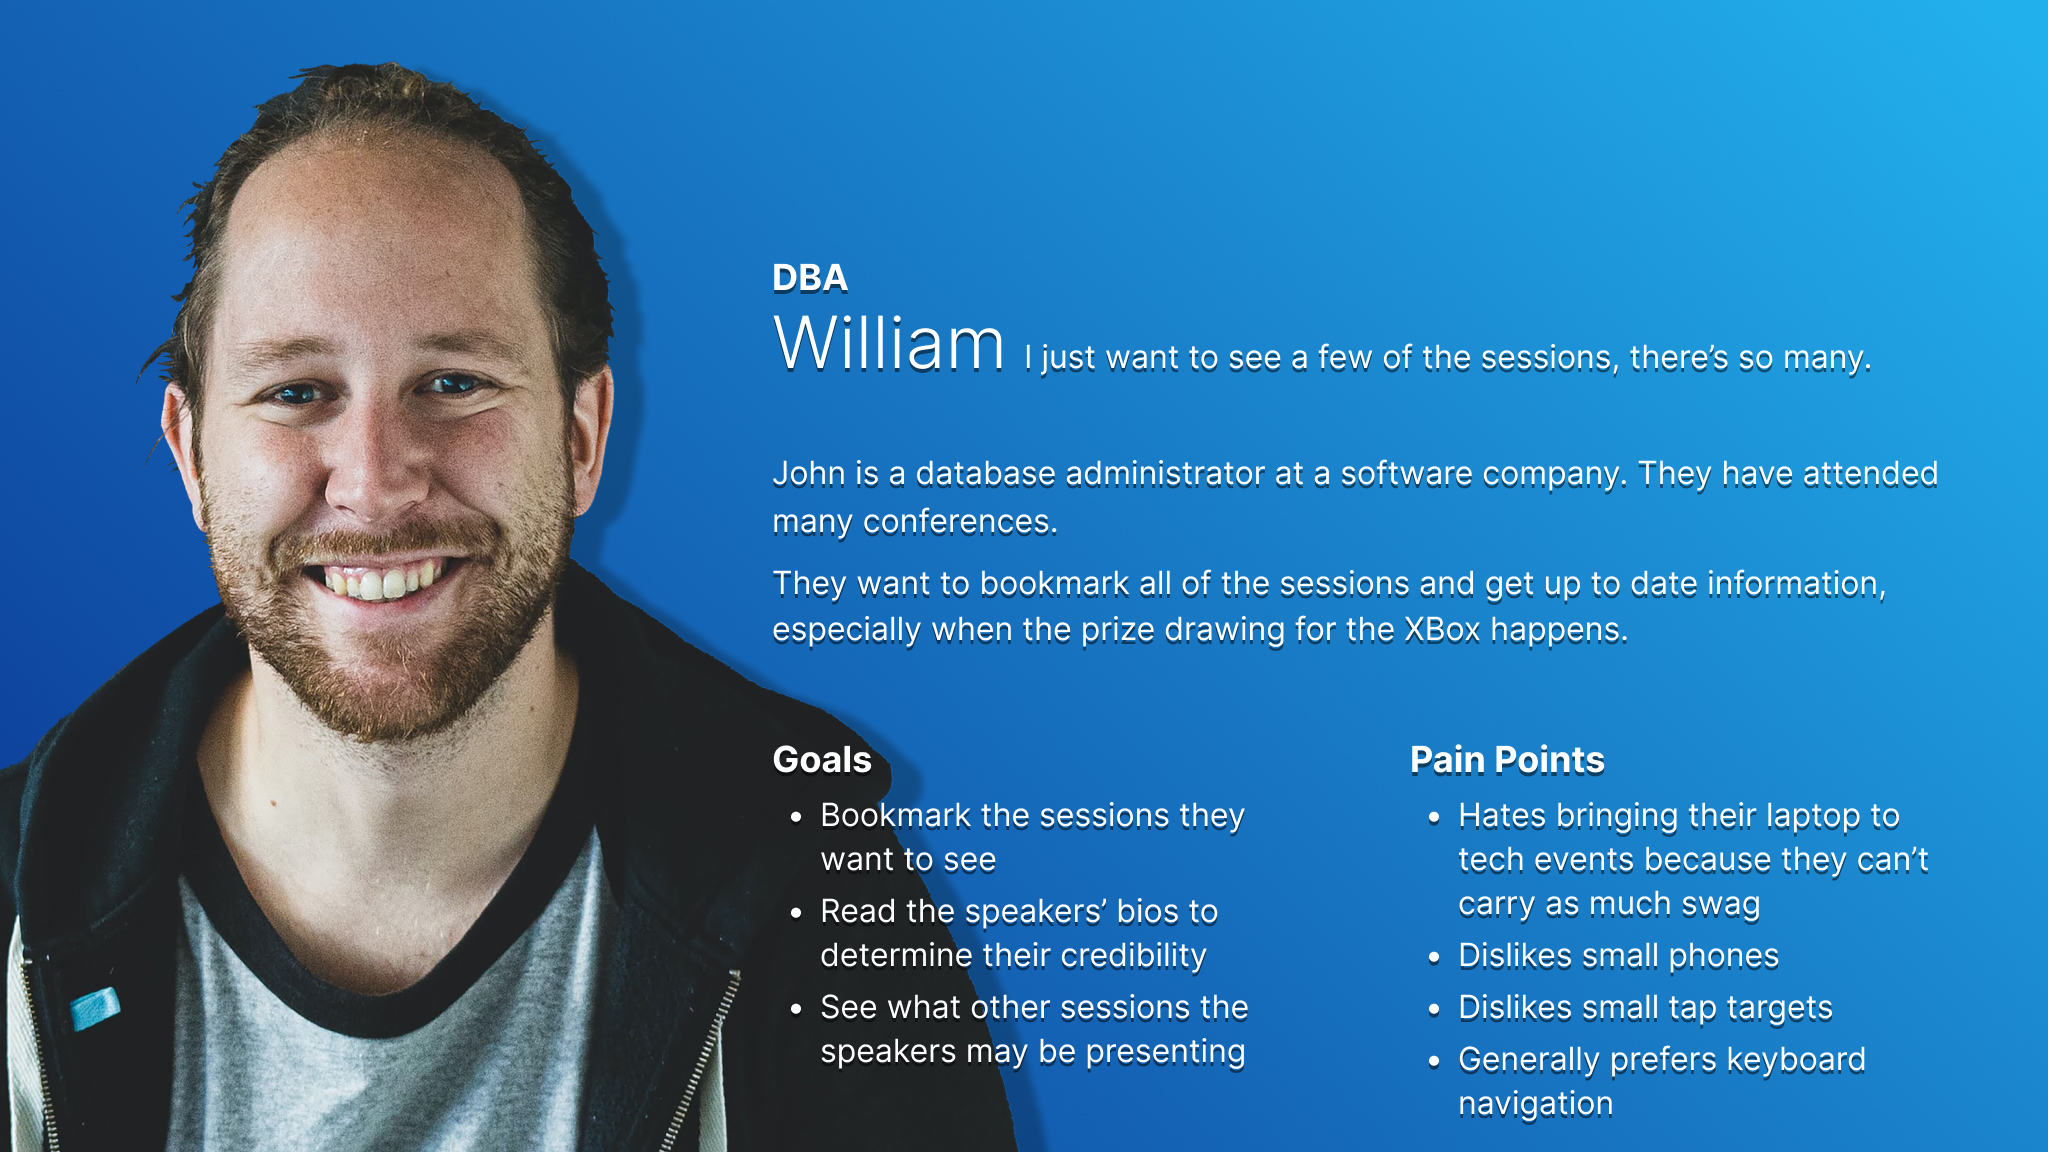 DBA
William I just want to see a few of the sessions, there’s so many.
John is a database administrator at a software company. They have attended
many conferences.
They want to bookmark all of the sessions and get up to date information,
especially when the prize drawing for the XBox happens.
Goals
• Bookmark the sessions they
want to see
• Read the speakers’ bios to
determine their credibility
• See what other sessions the
speakers may be presenting
Pain Points
• Hates bringing their laptop to
tech events because they can’t
carry as much swag
• Dislikes small phones
• Dislikes small tap targets
• Generally prefers keyboard
navigation